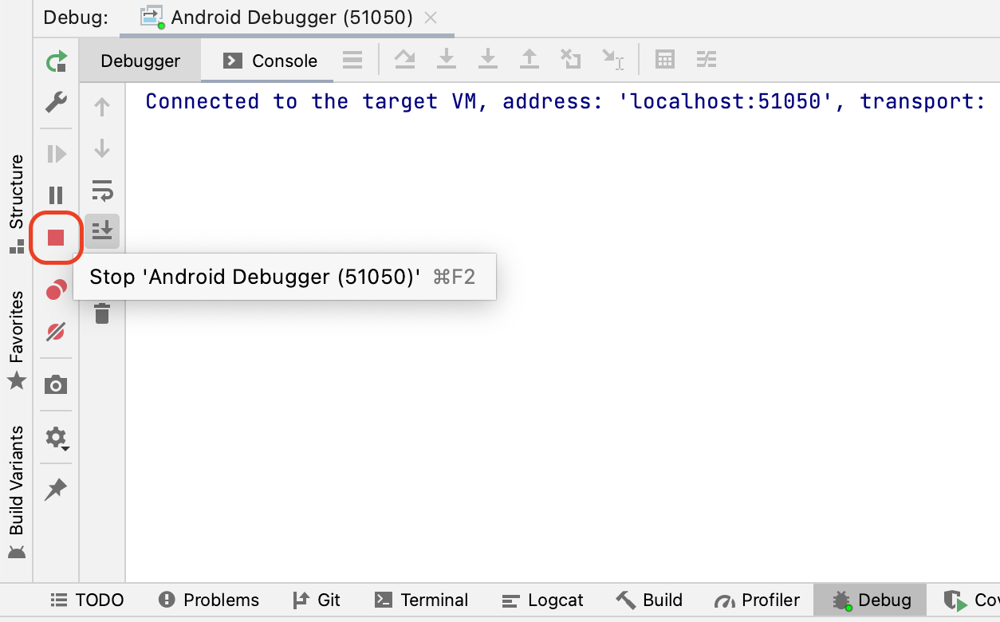 Debug: Android Debugger (51050)
Debugger Console
Connected to the target VM, address: 'localhost:51050', transport:
Structure
Stop 'Android Debugger (51050)' ⌘F2
Favorites
Build Variants
TODO Problems Git Terminal Logcat Build Profiler Debug Cov